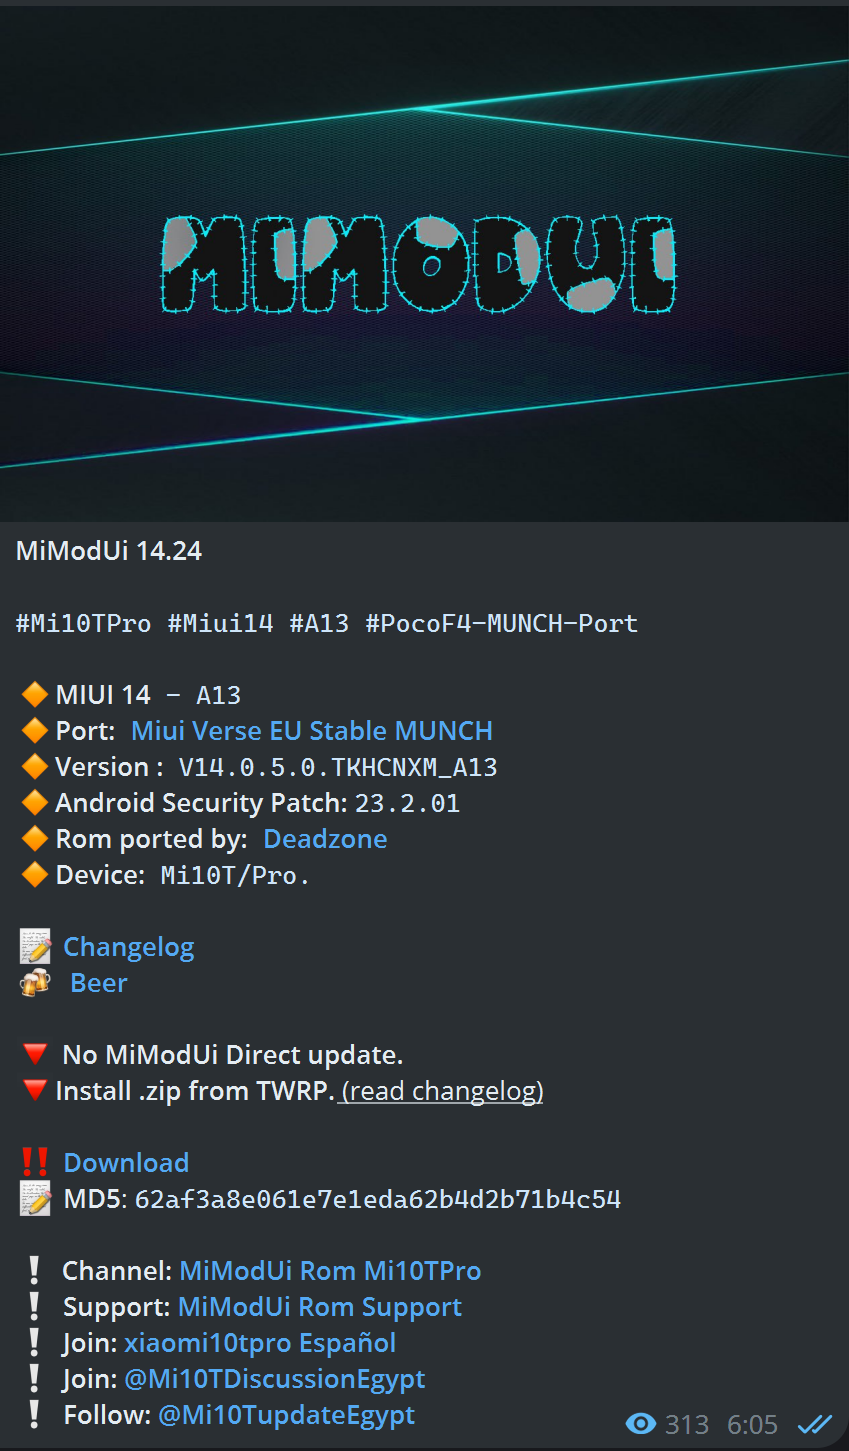 MIMODUI
MiModUi 14.24
#Mi10TPro #Miui14 #A13 #PocoF4-MUNCH-Port
🔶 MIUI 14 - A13
🔶 Port: Miui Verse EU Stable MUNCH
🔶 Version : V14.0.5.0.TKHCNXM_A13
🔶 Android Security Patch: 23.2.01
🔶 Rom ported by: Deadzone
🔶 Device: Mi10T/Pro.
📝 Changelog
🍻 Beer
🔻 No MiModUi Direct update.
🔻 Install .zip from TWRP. (read changelog)
‼️ Download
📝 MD5: 62af3a8e061e7e1eda62b4d2b71b4c54
❕ Channel: MiModUi Rom Mi10TPro
❕ Support: MiModUi Rom Support
❕ Join: xiaomi10tpro Español
❕ Join: @Mi10TDiscussionEgypt
❕ Follow: @Mi10TupdateEgypt
313 6:05